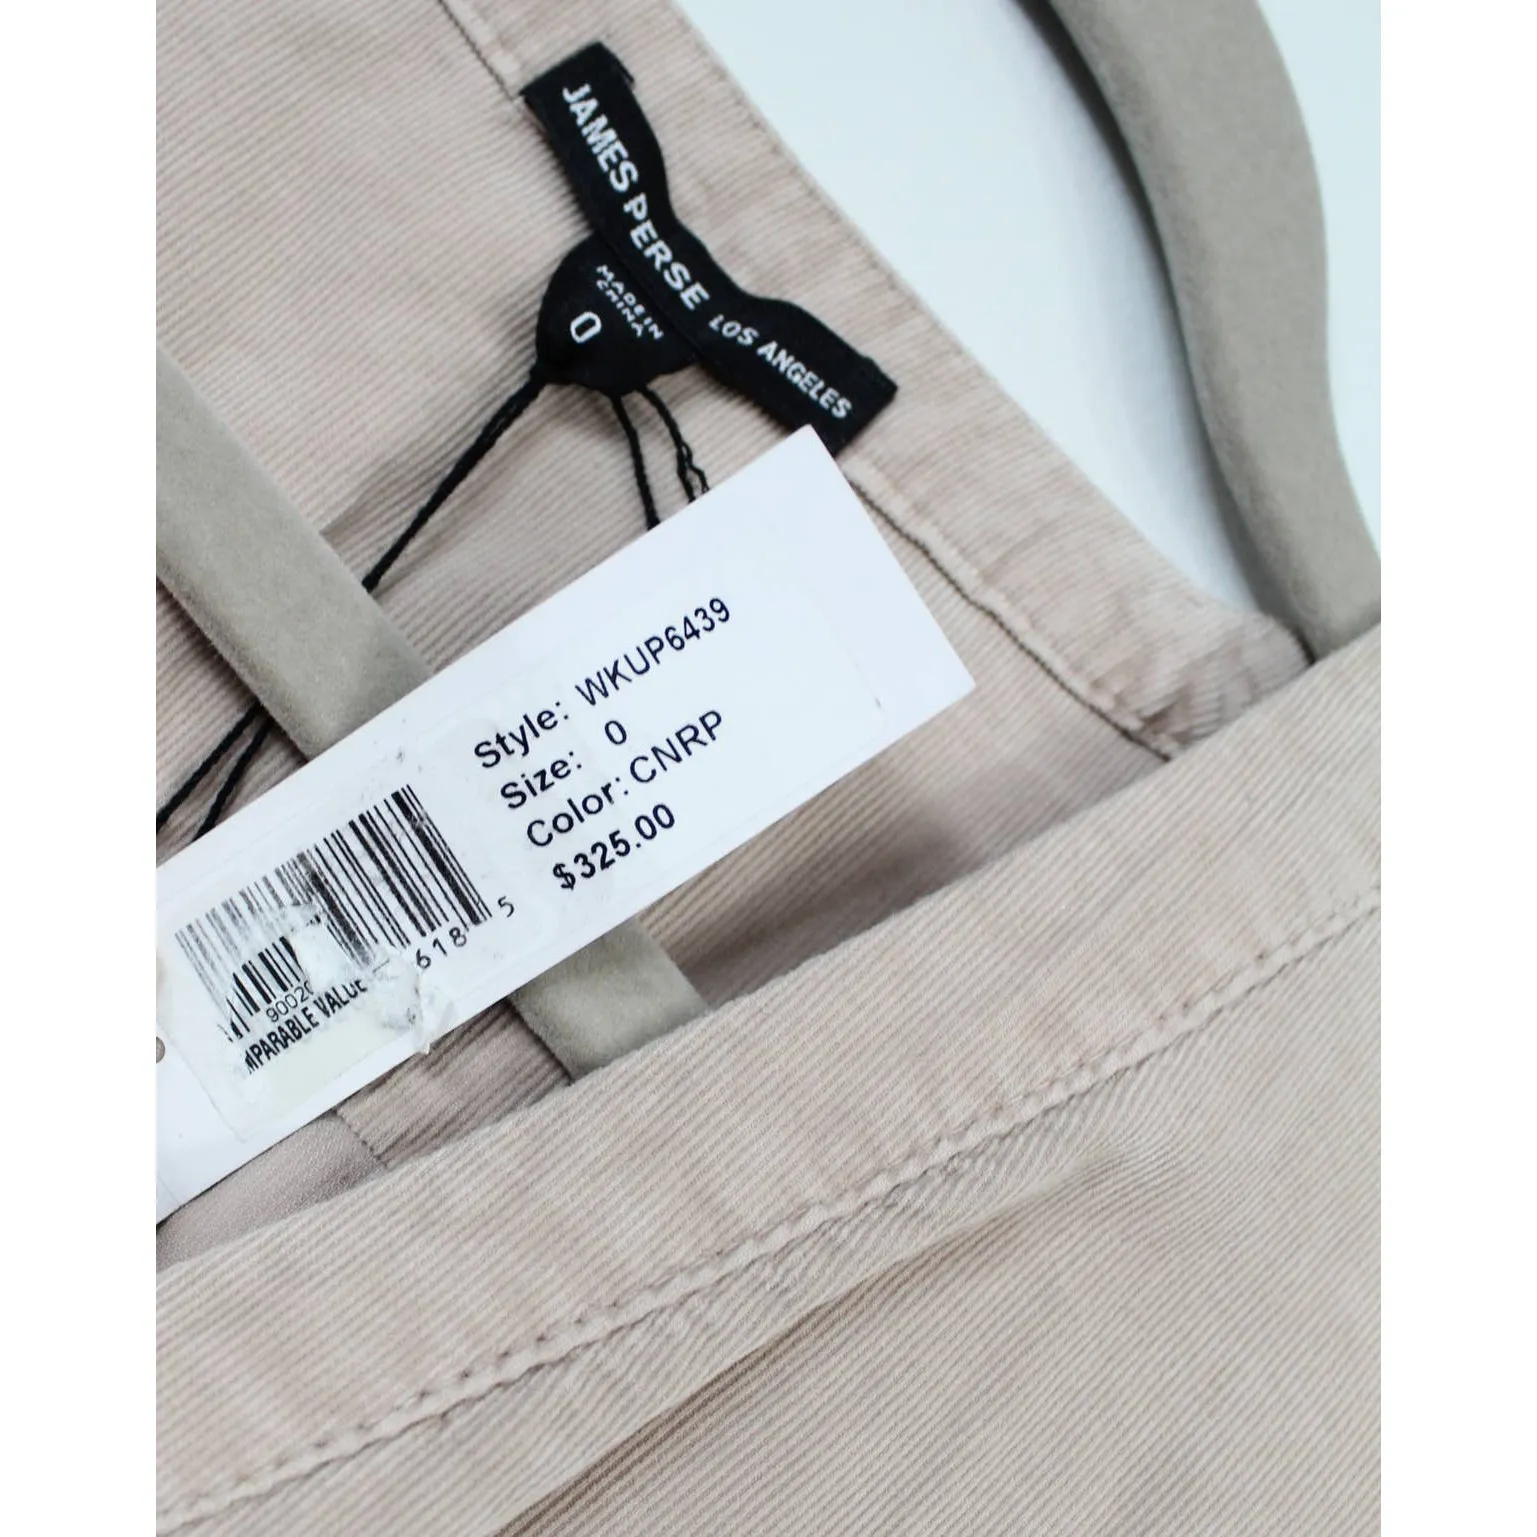 JAMES PERSE LOS ANGELES
MADE IN
CHINA
0
Style: WKUP6439
Size: 0
Color: CNRP
$325.00
618 5
90020
MPARABLE VALUE